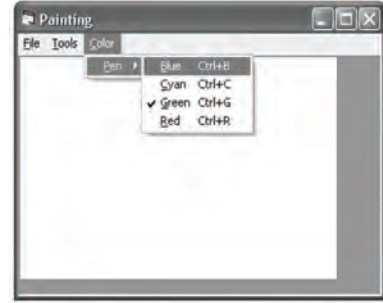 Painting
File Tools Color
Pen Blue Ctrl+B
Cyan Ctrl+C
Green Ctrl+G
Red Ctrl+R